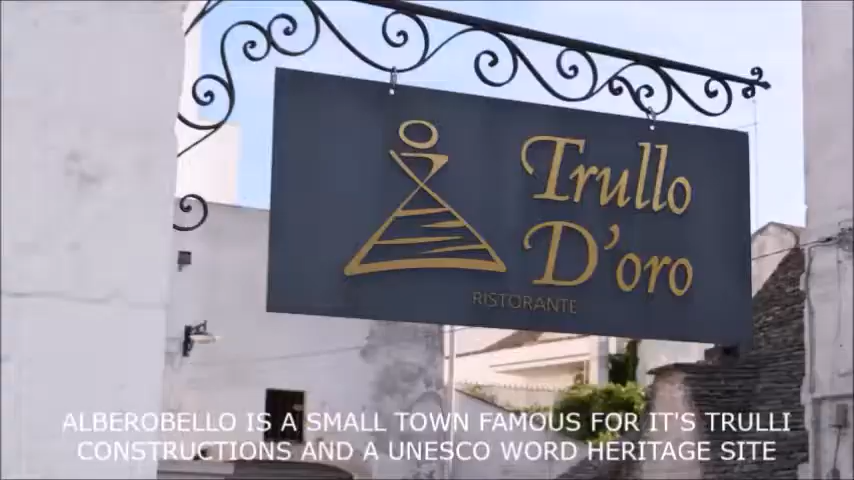 Trullo
D'oro
RISTORANTE
ALBEROBELLO IS A SMALL TOWN FAMOUS FOR IT'S TRULLI
CONSTRUCTIONS AND A UNESCO WORD HERITAGE SITE